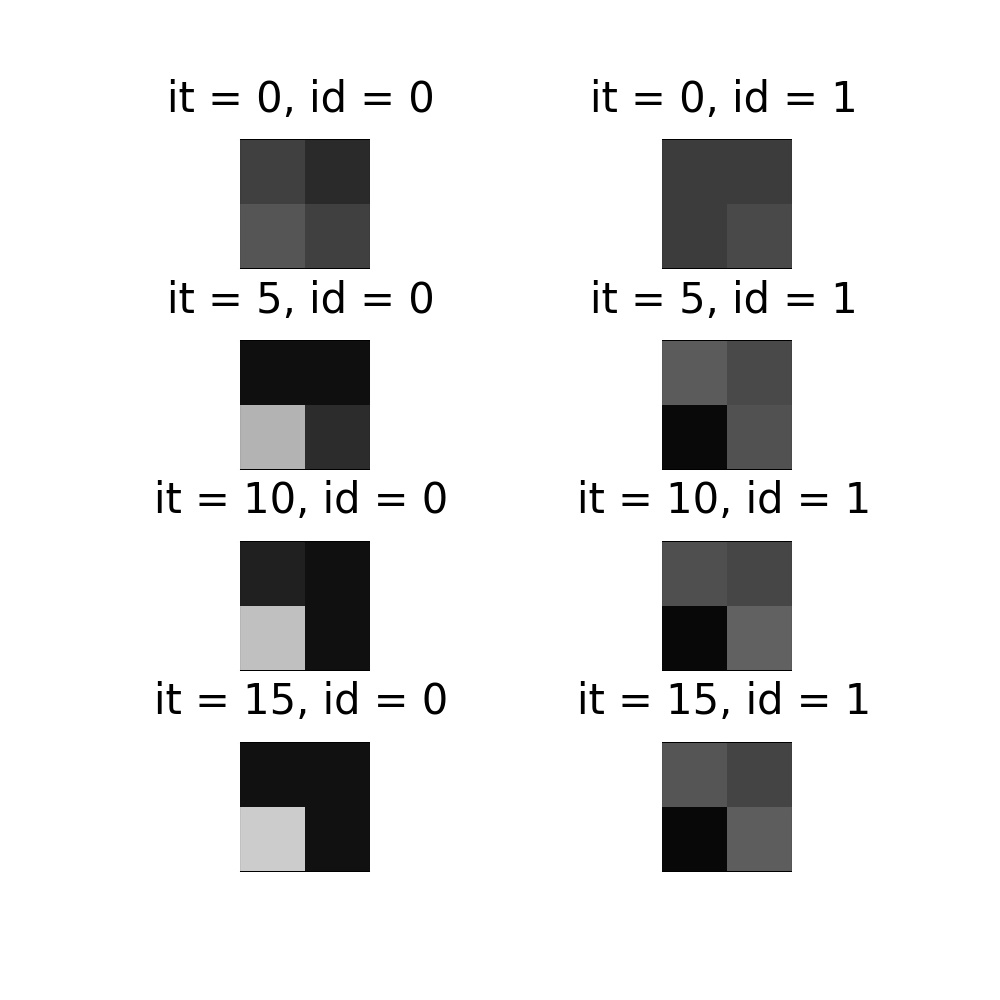 it = 0, id = 0
it = 0, id = 1
it = 5, id = 0
it = 5, id = 1
it = 10, id = 0
it = 10, id = 1
it = 15, id = 0
it = 15, id = 1